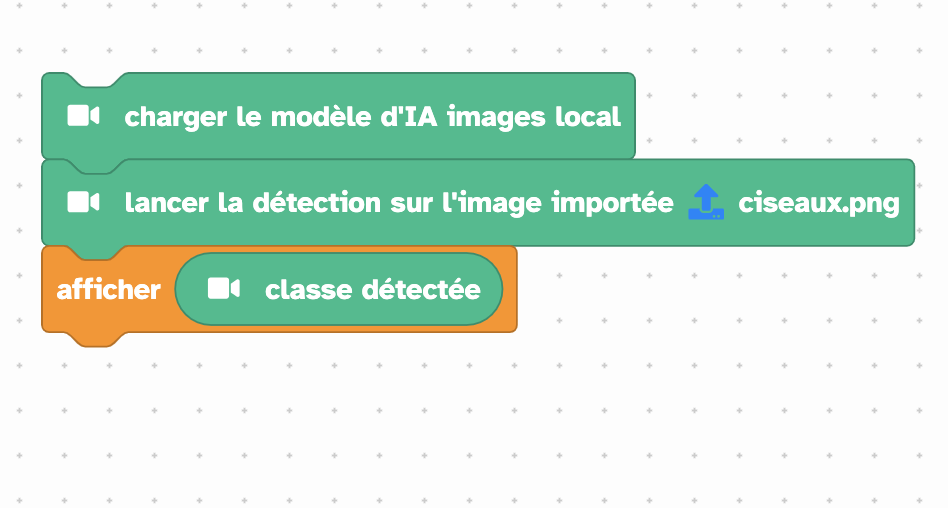 charger le modèle d'IA images local
lancer la détection sur l'image importée ciseaux.png
afficher classe détectée